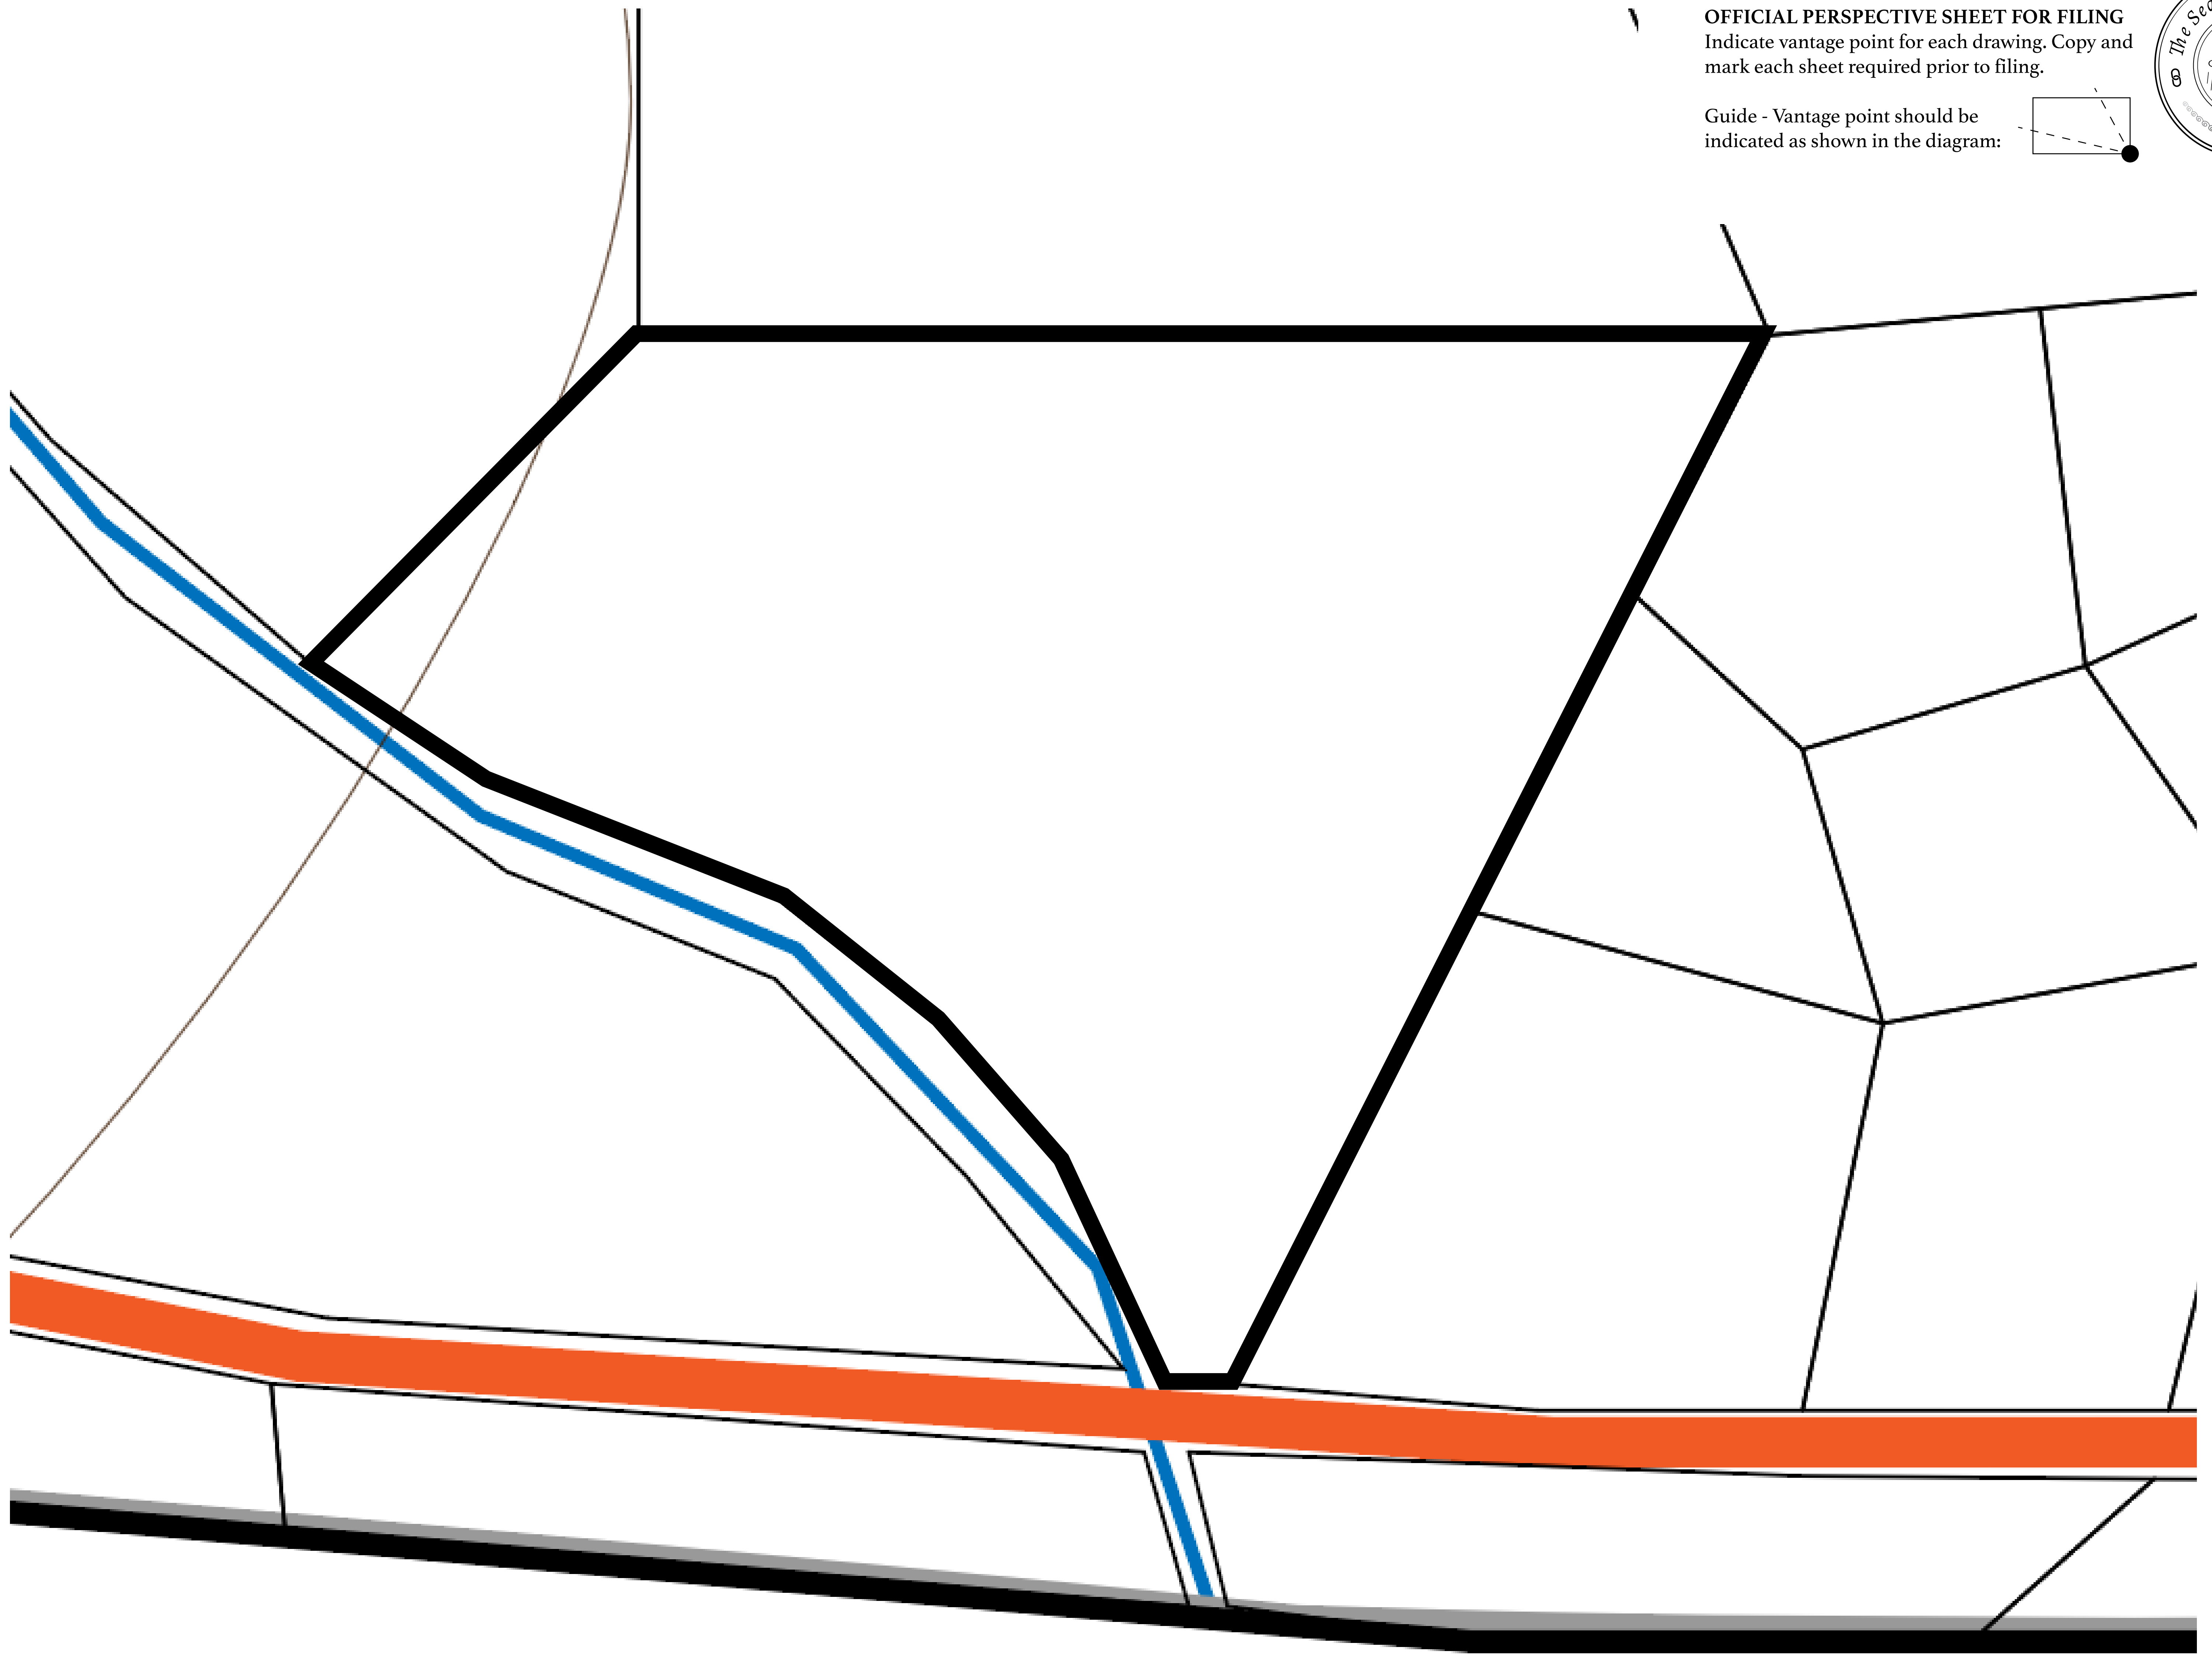 OFFICIAL PERSPECTIVE SHEET FOR FILING
Indicate vantage point for each drawing. Copy and
mark each sheet required prior to filing.
Guide - Vantage point should be
indicated as shown in the diagram:
The